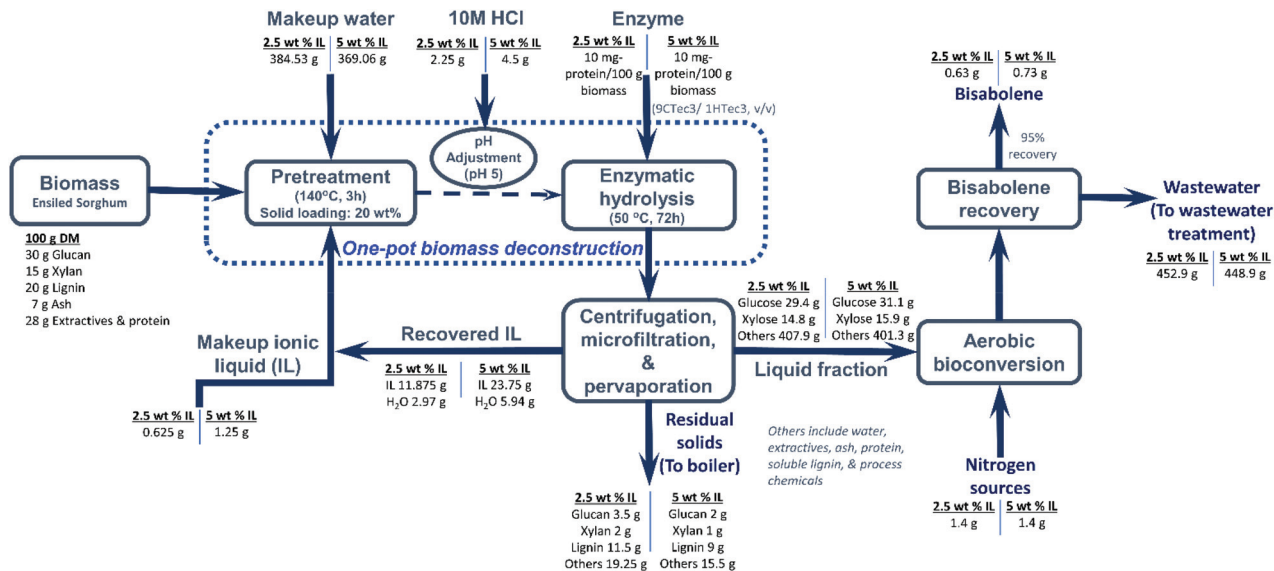 Makeup water
2.5 wt % IL 5 wt % IL
384.53 g 369.06 g
10M HCl
2.5 wt % IL 5 wt % IL
2.25 g 4.5 g
Enzyme
2.5 wt % IL 5 wt % IL
10 mg- 10 mg-
protein/100 g protein/100 g
biomass biomass
(9CTec3/ 1HTec3, v/v)
2.5 wt % IL 5 wt % IL
0.63 g 0.73 g
Bisabolene
95%
recovery
Biomass
Ensiled Sorghum
Pretreatment
(140°C, 3h)
Solid loading: 20 wt%
pH
Adjustment
(pH 5)
Enzymatic
hydrolysis
(50 °C, 72h)
One-pot biomass deconstruction
Bisabolene
recovery
Wastewater
(To wastewater
treatment)
2.5 wt % IL 5 wt % IL
452.9 g 448.9 g
100 g DM
30 g Glucan
15 g Xylan
20 g Lignin
7 g Ash
28 g Extractives & protein
Makeup ionic
liquid (IL)
2.5 wt % IL 5 wt % IL
0.625 g 1.25 g
Recovered IL
2.5 wt % IL 5 wt % IL
IL 11.875 g IL 23.75 g
H2O 2.97 g H2O 5.94 g
Centrifugation,
microfiltration,
&
pervaporation
2.5 wt % IL 5 wt % IL
Glucose 29.4 g Glucose 31.1 g
Xylose 14.8 g Xylose 15.9 g
Others 407.9 g Others 401.3 g
Liquid fraction
Aerobic
bioconversion
Residual
solids
(To boiler)
Others include water,
extractives, ash, protein,
soluble lignin, & process
chemicals
Nitrogen
sources
2.5 wt % IL 5 wt % IL
1.4 g 1.4 g
2.5 wt % IL 5 wt % IL
Glucan 3.5 g Glucan 2 g
Xylan 2 g Xylan 1 g
Lignin 11.5 g Lignin 9 g
Others 19.25 g Others 15.5 g